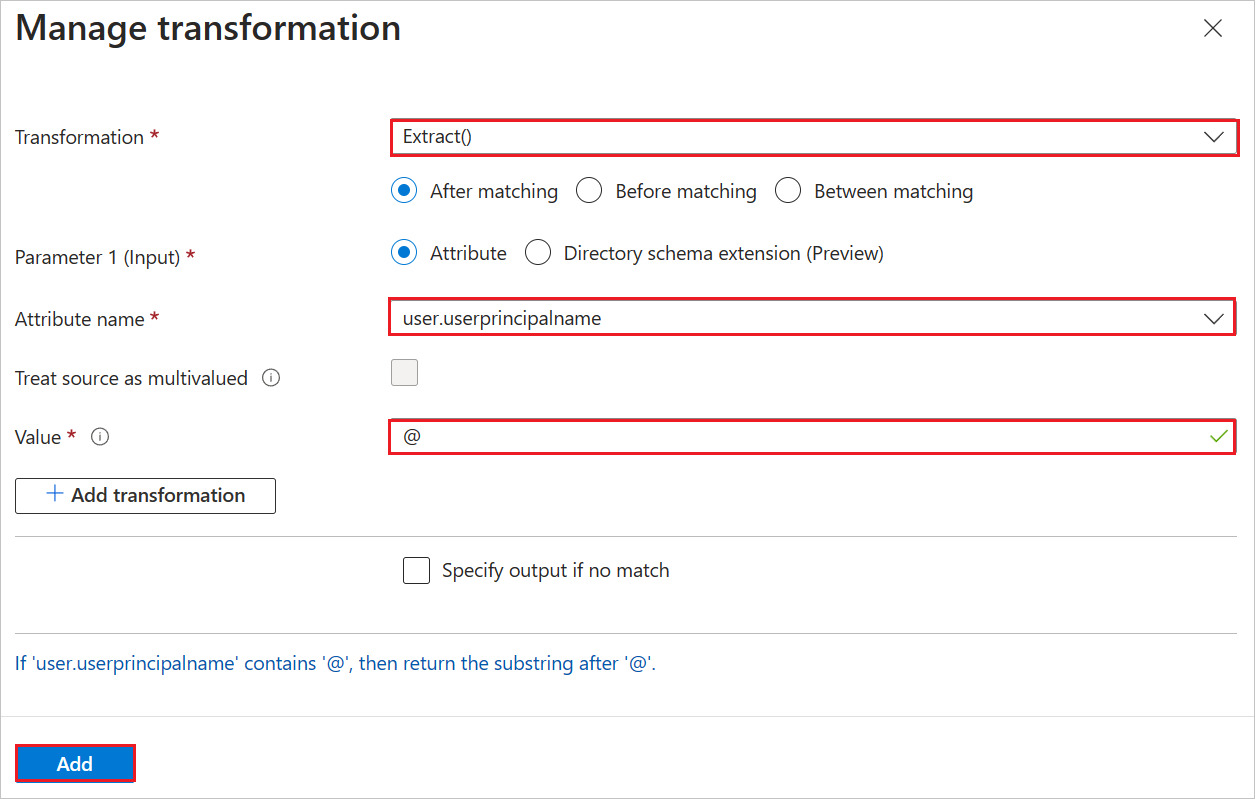 Manage transformation
Transformation *
Extract()
After matching
Before matching
Between matching
Parameter 1 (Input) *
Attribute
Directory schema extension (Preview)
Attribute name *
user.userprincipalname
Treat source as multivalued
Value *
@
+ Add transformation
Specify output if no match
If 'user.userprincipalname' contains '@', then return the substring after '@'.
Add